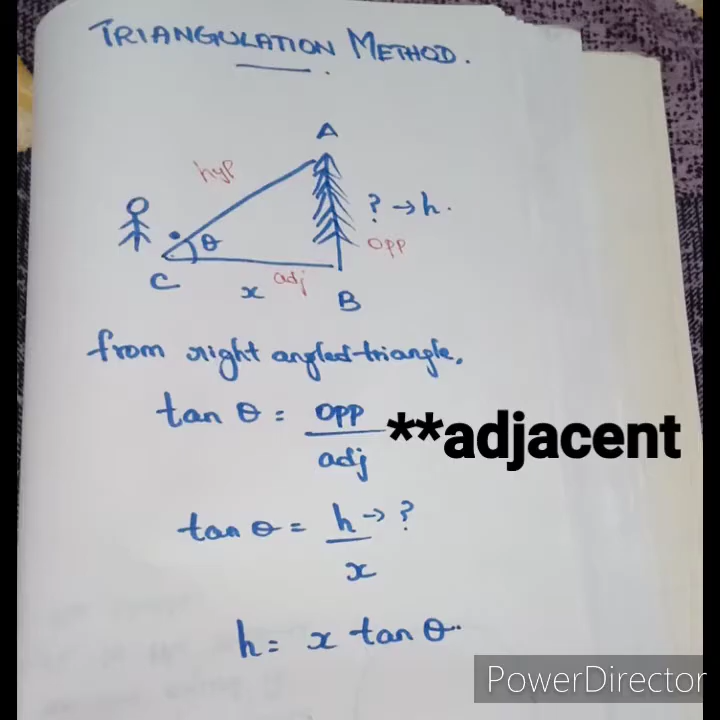 TRIANGULATION METHOD.
A
hyp
? → h.
opp
θ
C
adj
x
B
from right angled triangle,
tan θ = opp
**adjacent
adj
tan θ = h → ?
x
h = x tan θ..
PowerDirector